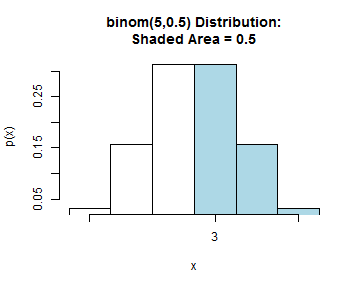 binom(5,0.5) Distribution:
Shaded Area = 0.5
0.25
0.15
0.05
p(x)
3
x